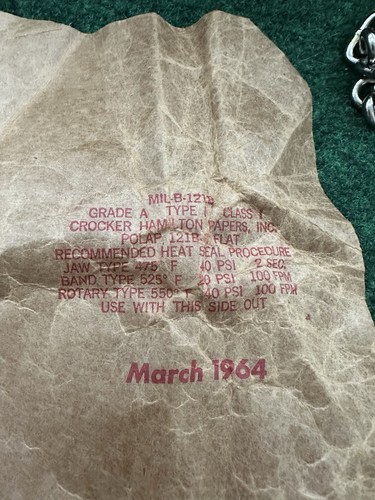 MIL-B-121B
GRADE A TYPE I CLASS I
CROCKER HAMILTON PAPERS, INC.
POLAP 121B FLAT
RECOMMENDED HEAT SEAL PROCEDURE
JAW TYPE 475° F 40 PSI 2 SEC.
BAND TYPE 525° F 20 PSI 100 FPM
ROTARY TYPE 550° 40 PSI 100 FPM
USE WITH THIS SIDE OUT
March 1964